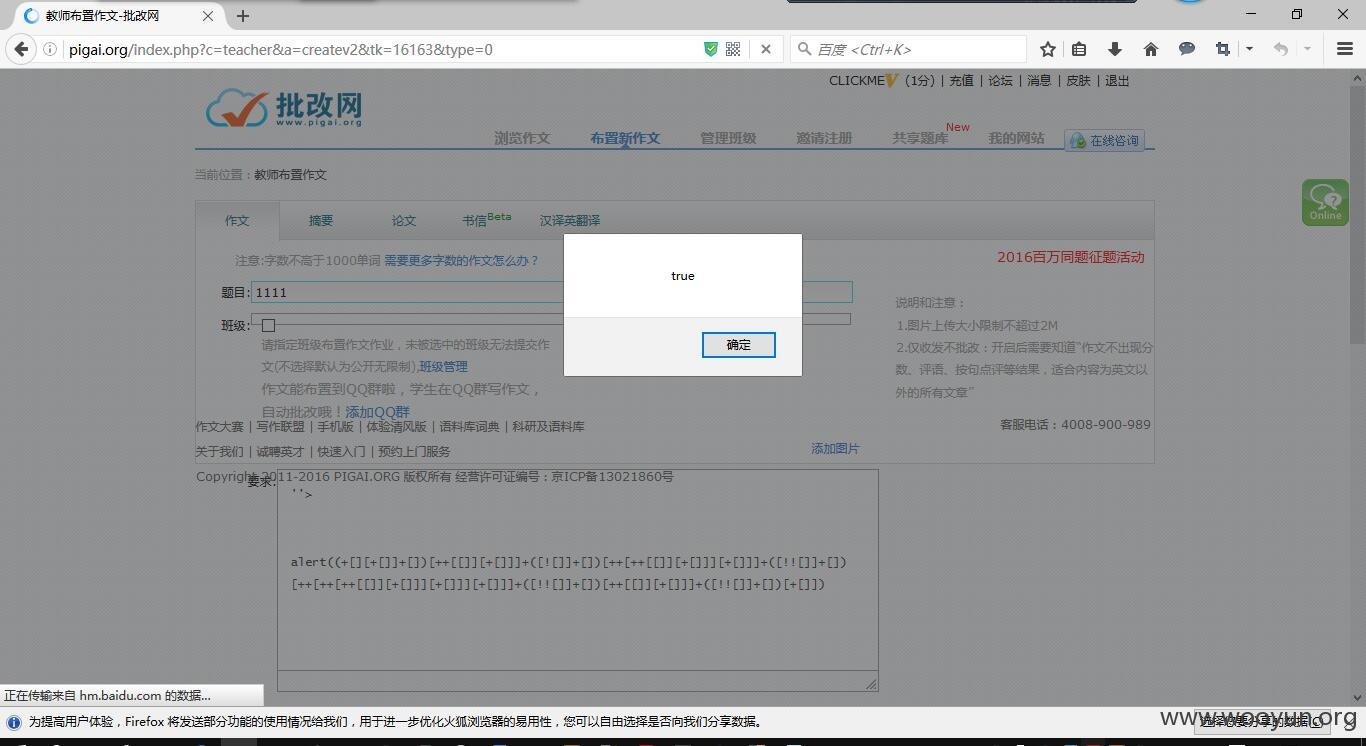 教师布置作文-批改网
pigai.org/index.php?c=teacher&a=createv2&tk=16163&type=0
百度 <Ctrl+K>
CLICKMEV (1分) | 充值 | 论坛 | 消息 | 皮肤 | 退出
批改网
www.pigai.org
浏览作文 布置新作文 管理班级 邀请注册 共享题库 New 我的网站 在线咨询
当前位置：教师布置作文
Online
作文 摘要 论文 书信Beta 汉译英翻译
注意:字数不高于1000单词 需要更多字数的作文怎么办？
2016百万同题征题活动
true
确定
题目: 1111
班级:
请指定班级布置作文作业，未被选中的班级无法提交作
文(不选择默认为公开无限制),班级管理
作文能布置到QQ群啦，学生在QQ群写作文，
自动批改哦！添加QQ群
说明和注意：
1.图片上传大小限制不超过2M
2.仅收发不批改：开启后需要知道“作文不出现分
数、评语、按句点评等结果，适合内容为英文以
外的所有文章”
作文大赛 | 写作联盟 | 手机版 | 体验清风版 | 语料库词典 | 科研及语料库
客服电话：4008-900-989
关于我们 | 诚聘英才 | 快速入门 | 预约上门服务
添加图片
Copyright 2011-2016 PIGAI.ORG 版权所有 经营许可证编号：京ICP备13021860号
要求:
''>
alert((+[][+[]]+[])[++[[]][+[]]]+([![]]+[])[++[++[[]][+[]]][+[]]]+([!![]]+[])
[++[++[++[[]][+[]]][+[]]][+[]]]+([!![]]+[])[++[[]][+[]]]+([!![]]+[])[+[]])
正在传输来自 hm.baidu.com 的数据...
为提高用户体验，Firefox 将发送部分功能的使用情况给我们，用于进一步优化火狐浏览器的易用性，您可以自由选择是否向我们分享数据。
选择您要分享的数据(C)
www.wooyun.org